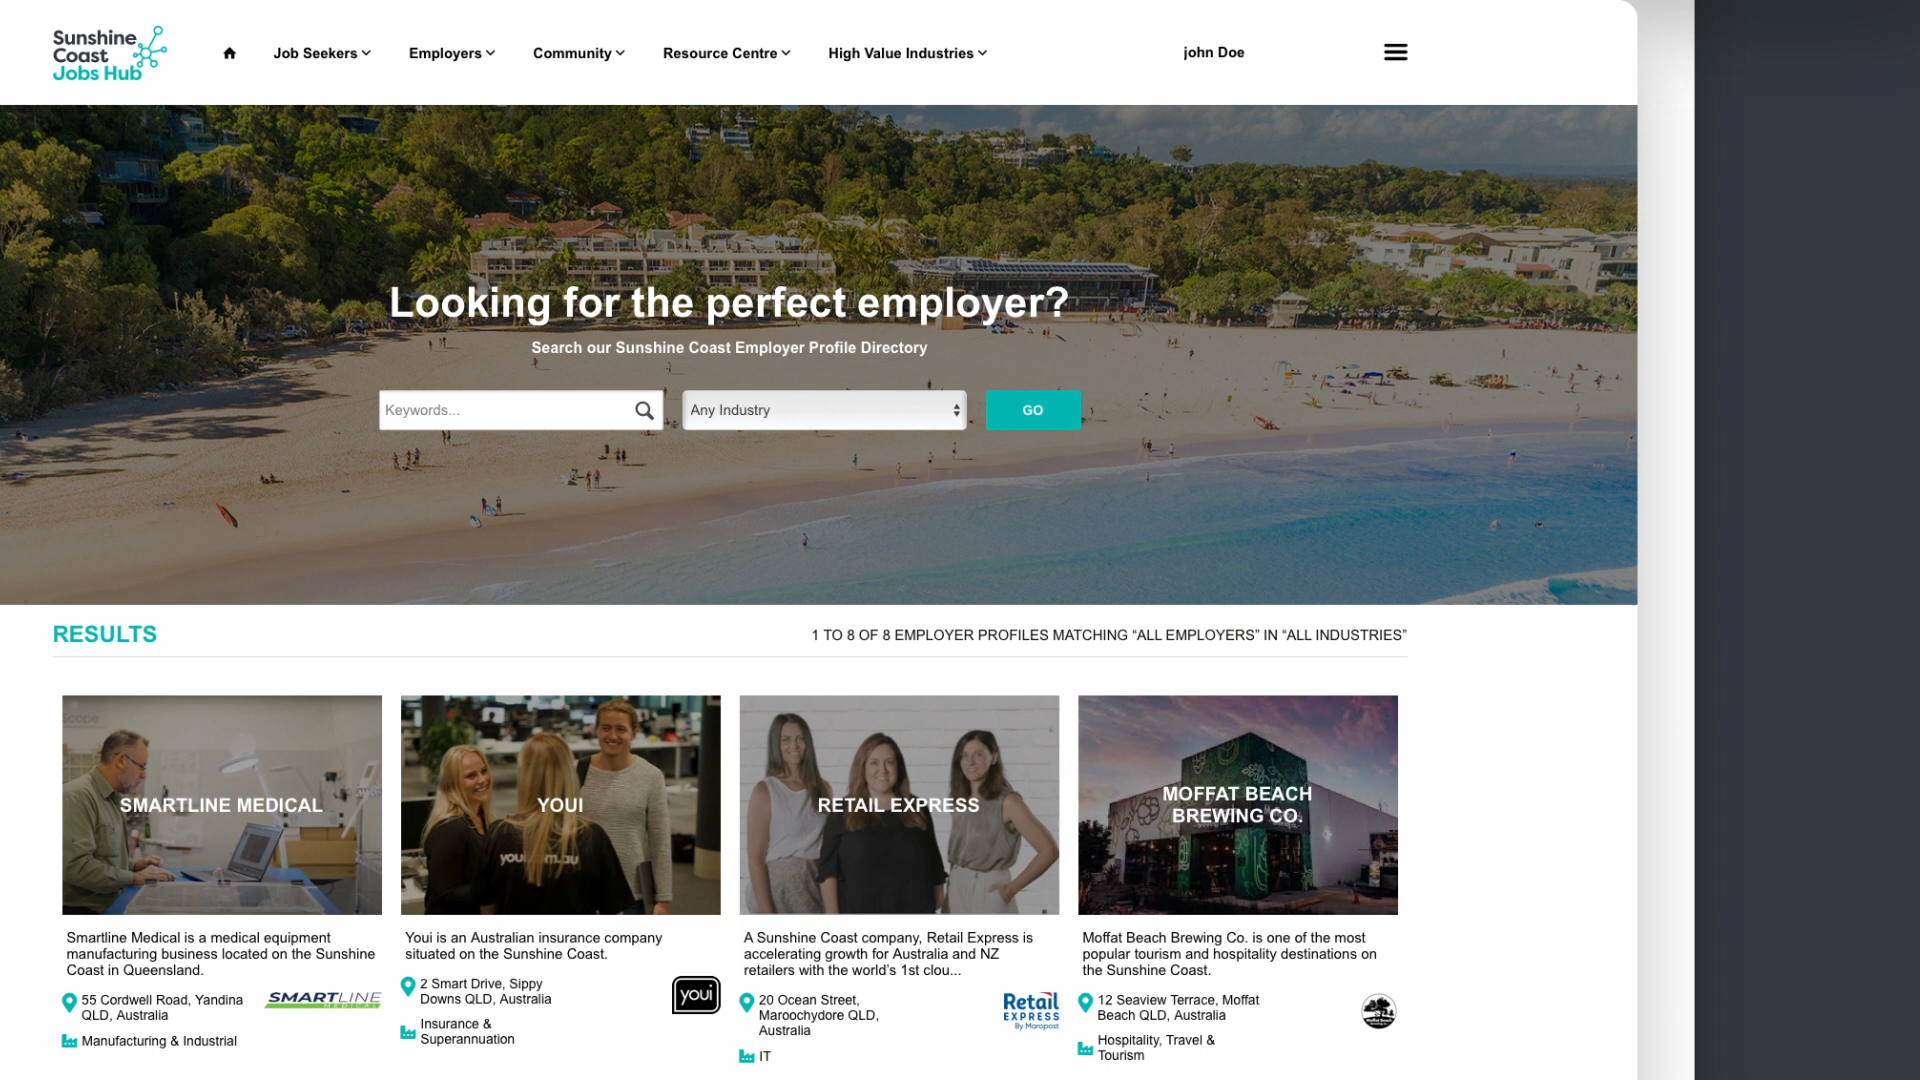 Sunshine
Coast
Jobs Hub
Job Seekers
Employers
Community
Resource Centre
High Value Industries
john Doe
Looking for the perfect employer?
Search our Sunshine Coast Employer Profile Directory
Keywords...
Any Industry
GO
RESULTS
1 TO 8 OF 8 EMPLOYER PROFILES MATCHING “ALL EMPLOYERS” IN “ALL INDUSTRIES”
SMARTLINE MEDICAL
YOUI
RETAIL EXPRESS
MOFFAT BEACH
BREWING CO.
Smartline Medical is a medical equipment
manufacturing business located on the Sunshine
Coast in Queensland.
55 Cordwell Road, Yandina
QLD, Australia
SMARTLINE
MEDICAL
Manufacturing & Industrial
Youi is an Australian insurance company
situated on the Sunshine Coast.
2 Smart Drive, Sippy
Downs QLD, Australia
youi
Insurance &
Superannuation
A Sunshine Coast company, Retail Express is
accelerating growth for Australia and NZ
retailers with the world’s 1st clou...
20 Ocean Street,
Maroochydore QLD,
Australia
Retail
EXPRESS
By Maropost
IT
Moffat Beach Brewing Co. is one of the most
popular tourism and hospitality destinations on
the Sunshine Coast.
12 Seaview Terrace, Moffat
Beach QLD, Australia
Moffat Beach
Hospitality, Travel &
Tourism